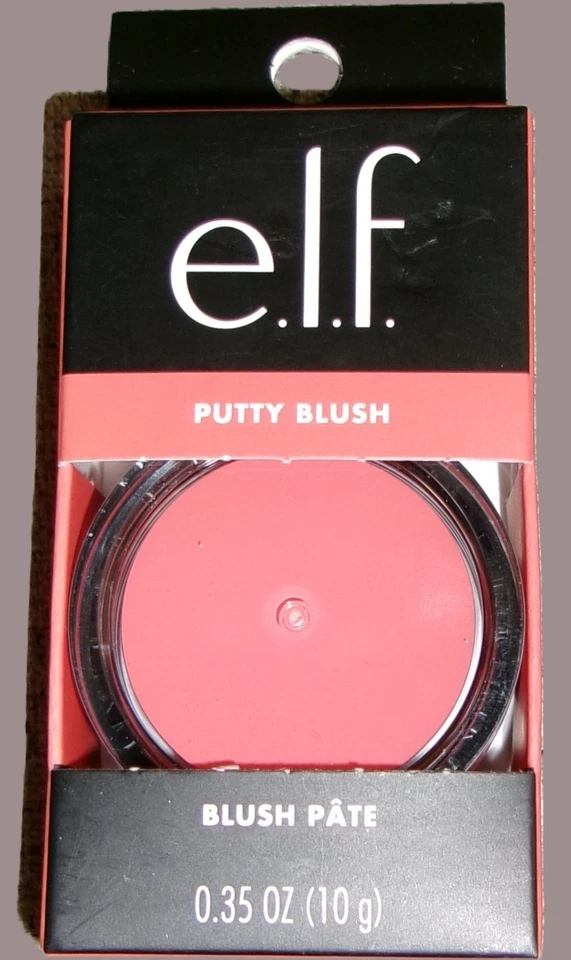 e.l.f.
PUTTY BLUSH
BLUSH PÂTE
0.35 OZ (10 g)